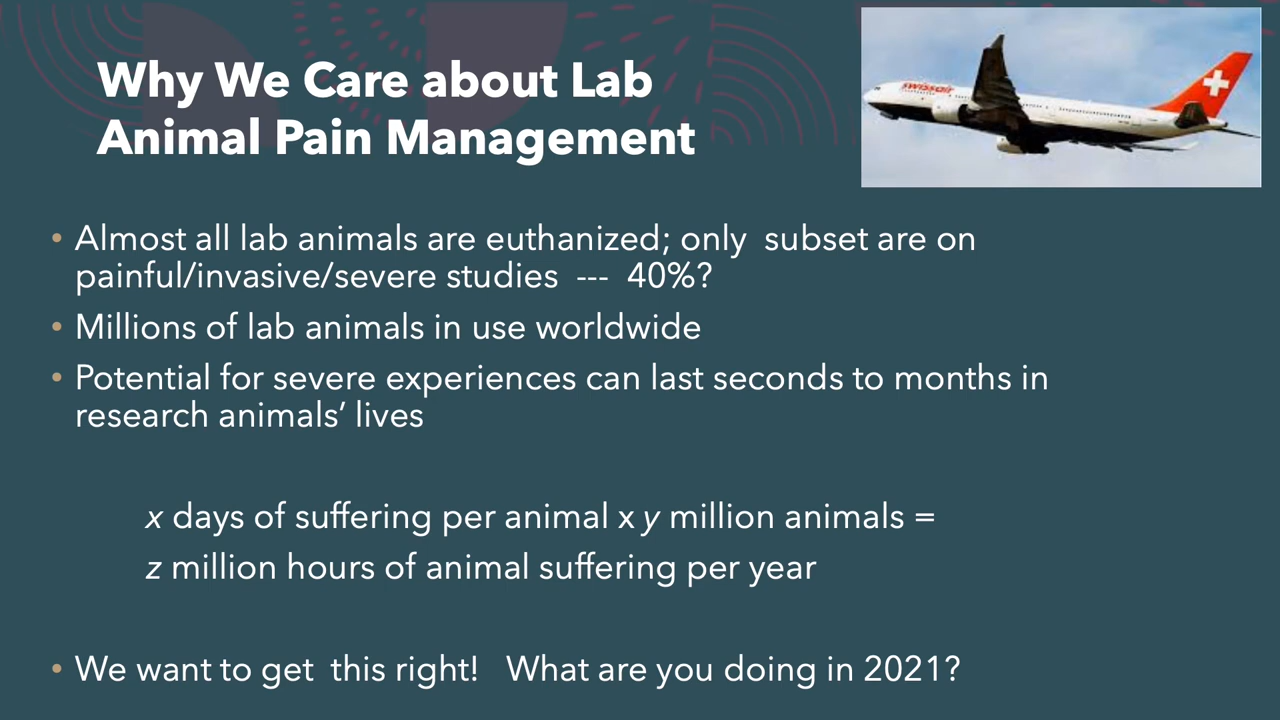 Why We Care about Lab
Animal Pain Management
swissair
• Almost all lab animals are euthanized; only  subset are on
painful/invasive/severe studies  ---  40%?
• Millions of lab animals in use worldwide
• Potential for severe experiences can last seconds to months in
research animals’ lives
x days of suffering per animal x y million animals =
z million hours of animal suffering per year
• We want to get  this right!   What are you doing in 2021?